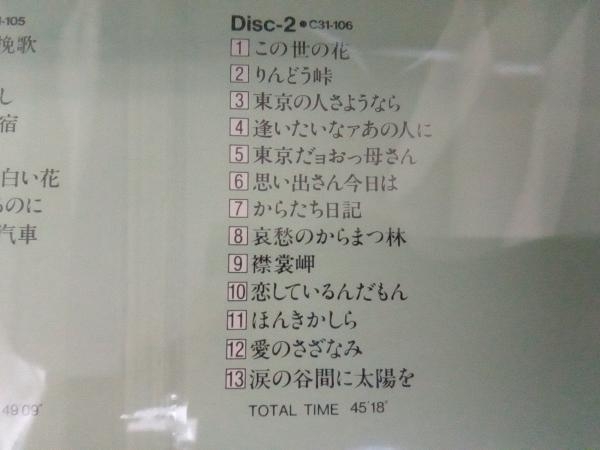 -105
挽歌
し
宿
白い花
のに
汽車
49'09"
Disc-2 ●C31-106
1 この世の花
2 りんどう峠
3 東京の人さようなら
4 逢いたいなァあの人に
5 東京だョおっ母さん
6 思い出さん今日は
7 からたち日記
8 哀愁のからまつ林
9 襟裳岬
10 恋しているんだもん
11 ほんきかしら
12 愛のさざなみ
13 涙の谷間に太陽を
TOTAL TIME 45'18"